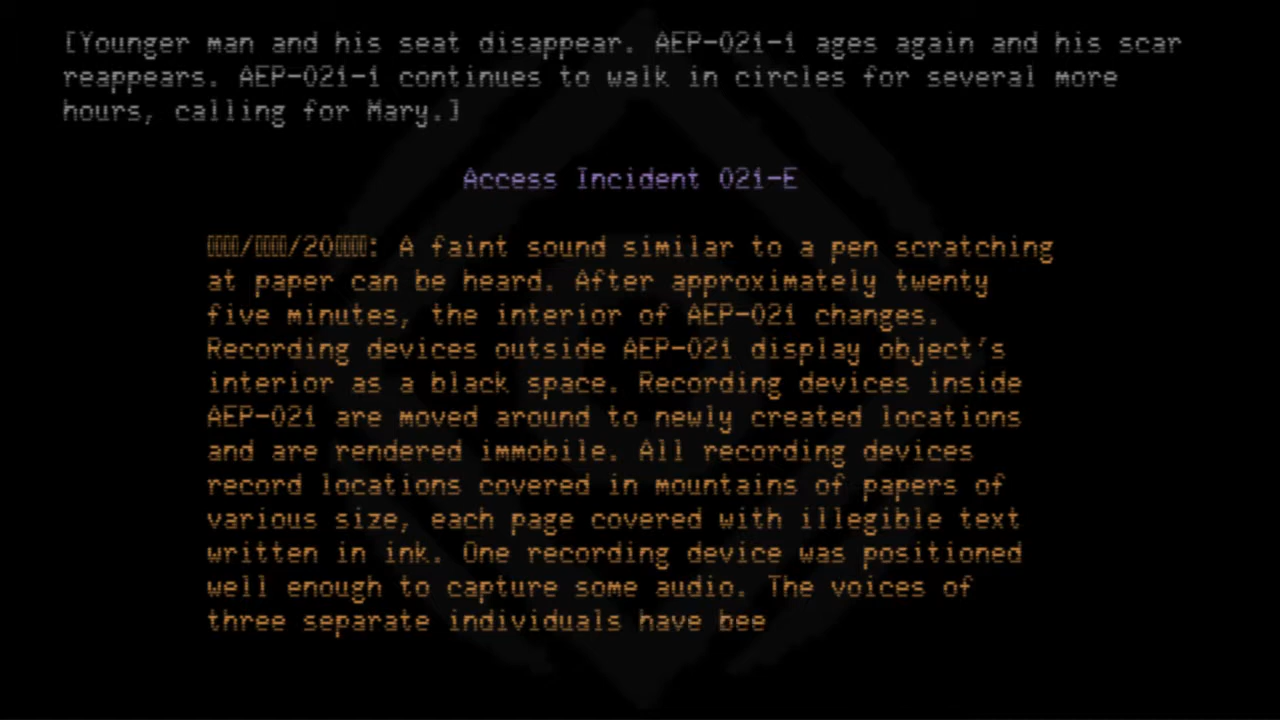 [Younger man and his seat disappear. AEP-021-1 ages again and his scar
reappears. AEP-021-1 continues to walk in circles for several more
hours, calling for Mary.]
Access Incident 021-E
▯▯▯▯/▯▯▯▯/20▯▯▯▯: A faint sound similar to a pen scratching
at paper can be heard. After approximately twenty
five minutes, the interior of AEP-021 changes.
Recording devices outside AEP-021 display object's
interior as a black space. Recording devices inside
AEP-021 are moved around to newly created locations
and are rendered immobile. All recording devices
record locations covered in mountains of papers of
various size, each page covered with illegible text
written in ink. One recording device was positioned
well enough to capture some audio. The voices of
three separate individuals have bee